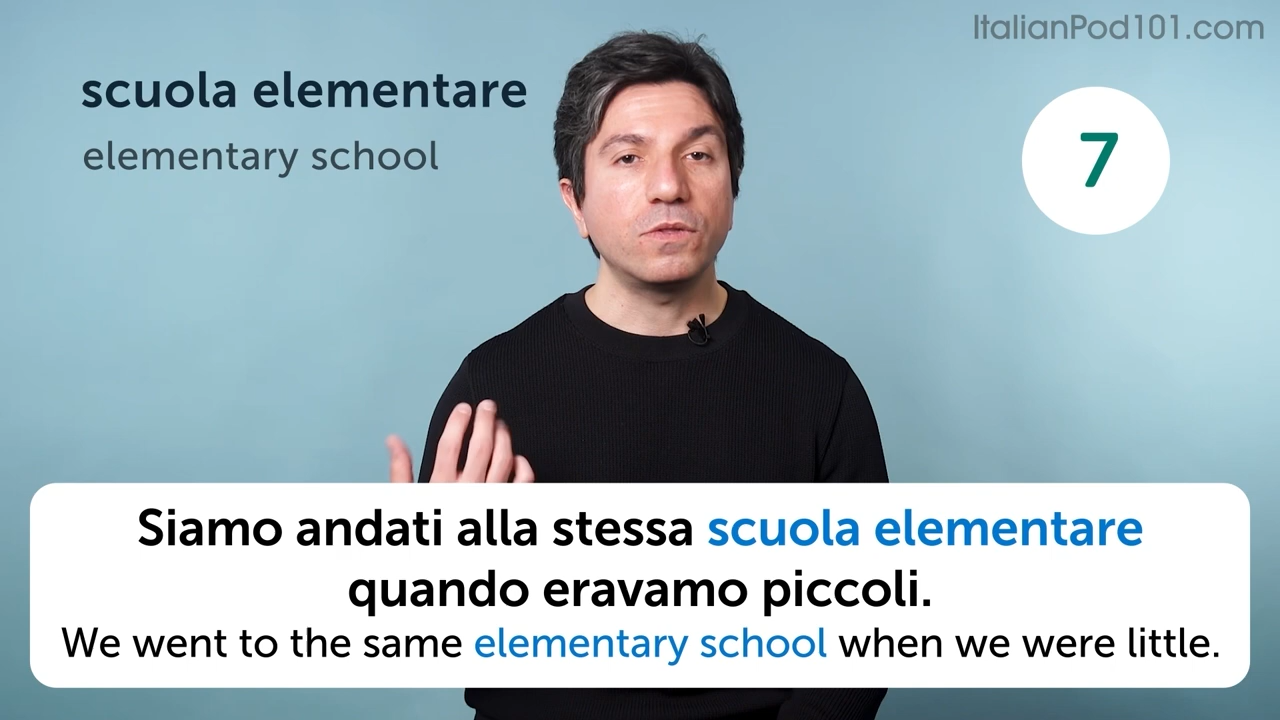 ItalianPod101.com
scuola elementare
elementary school
7
Siamo andati alla stessa scuola elementare
quando eravamo piccoli.
We went to the same elementary school when we were little.